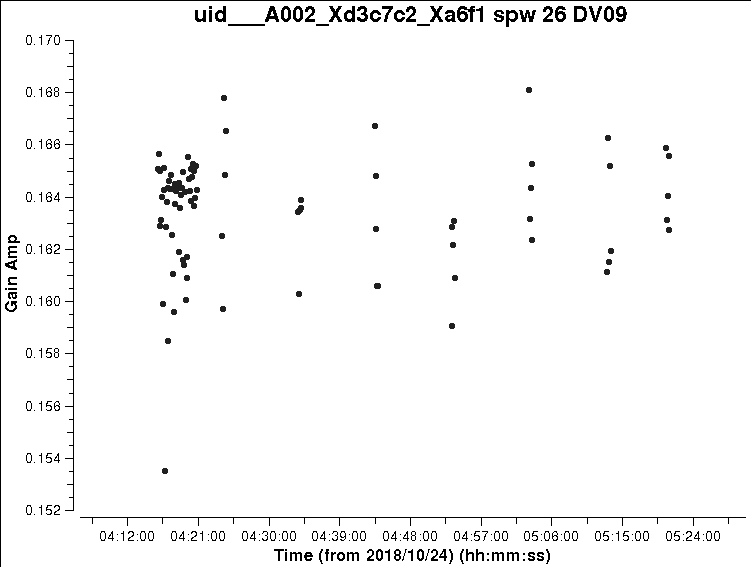 uid___A002_Xd3c7c2_Xa6f1 spw 26 DV09
0.170
0.168
0.166
0.164
0.162
0.160
0.158
0.156
0.154
0.152
Gain Amp
04:12:00 04:21:00 04:30:00 04:39:00 04:48:00 04:57:00 05:06:00 05:15:00 05:24:00
Time (from 2018/10/24) (hh:mm:ss)